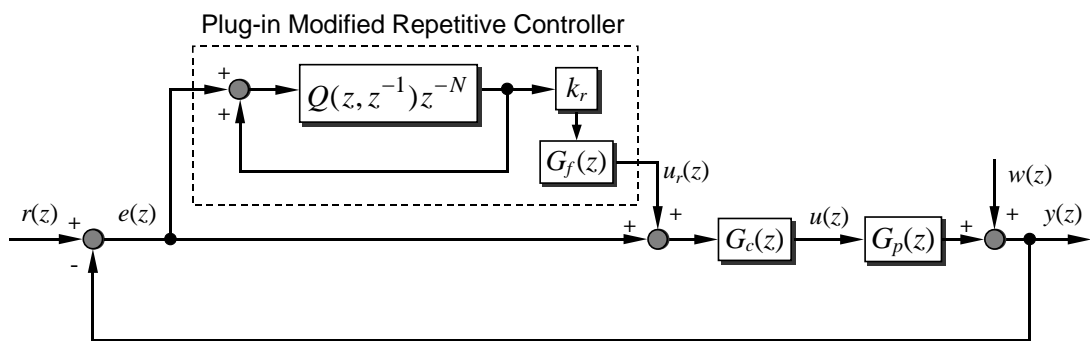 Plug-in Modified Repetitive Controller
+
Q(z, z⁻¹)z⁻ᴺ
+
k_r
G_f(z)
u_r(z)
w(z)
r(z)
+
e(z)
+
+
G_c(z)
u(z)
G_p(z)
+
+
y(z)
-